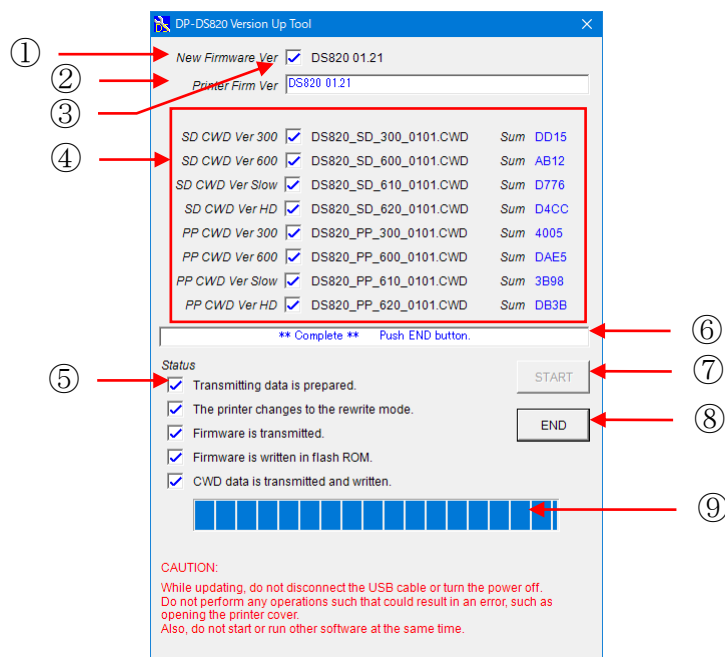 DP-DS820 Version Up Tool
① New Firmware Ver DS820 01.21
② Printer Firm Ver DS820 01.21
③
④
SD CWD Ver 300 DS820_SD_300_0101.CWD Sum DD15
SD CWD Ver 600 DS820_SD_600_0101.CWD Sum AB12
SD CWD Ver Slow DS820_SD_610_0101.CWD Sum D776
SD CWD Ver HD DS820_SD_620_0101.CWD Sum D4CC
PP CWD Ver 300 DS820_PP_300_0101.CWD Sum 4005
PP CWD Ver 600 DS820_PP_600_0101.CWD Sum DAE5
PP CWD Ver Slow DS820_PP_610_0101.CWD Sum 3B98
PP CWD Ver HD DS820_PP_620_0101.CWD Sum DB3B
** Complete ** Push END button. ⑥
Status
⑤ Transmitting data is prepared. START ⑦
The printer changes to the rewrite mode.
Firmware is transmitted. END ⑧
Firmware is written in flash ROM.
CWD data is transmitted and written.
⑨
CAUTION:
While updating, do not disconnect the USB cable or turn the power off.
Do not perform any operations such that could result in an error, such as
opening the printer cover.
Also, do not start or run other software at the same time.